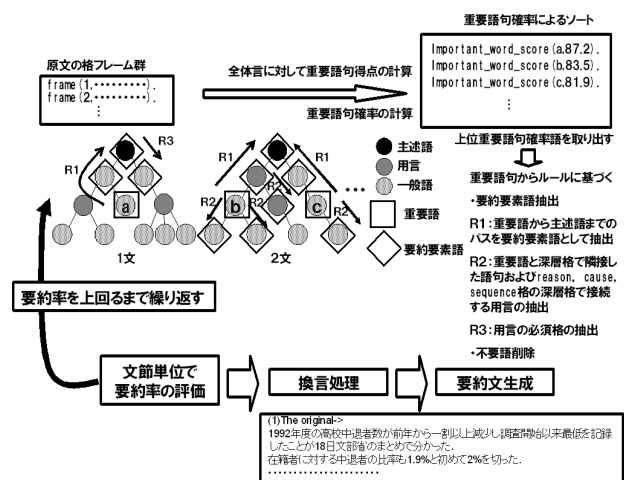 重要語句確率によるソート
原文の格フレーム群
frame(1,·········).
frame(2,·········).
⋮
全体言に対して重要語句得点の計算
重要語句確率の計算
Important_word_score(a,87.2).
Important_word_score(b,83.5).
Important_word_score(c,81.9).
⋮
上位重要語句確率語を取り出す
R1
R3
a
1文
R1
R1
R2
R2
R2
R2
R2
b
c
2文
…
主述語
用言
一般語
重要語
要約要素語
重要語句からルールに基づく
・要約要素語抽出
R1:重要語から主述語までの
パスを要約要素語として抽出
R2:重要語と深層格で隣接し
た語句およびreason, cause,
sequence格の深層格で接続
する用言の抽出
R3:用言の必須格の抽出
・不要語削除
要約率を上回るまで繰り返す
文節単位で
要約率の評価
換言処理
要約文生成
(1)The original->
1992年度の高校中退者数が前年から一割以上減少し調査開始以来最低を記録
したことが18日文部省のまとめで分かった.
在籍者に対する中退者の比率も1.9%と初めて2%を切った.
·····················